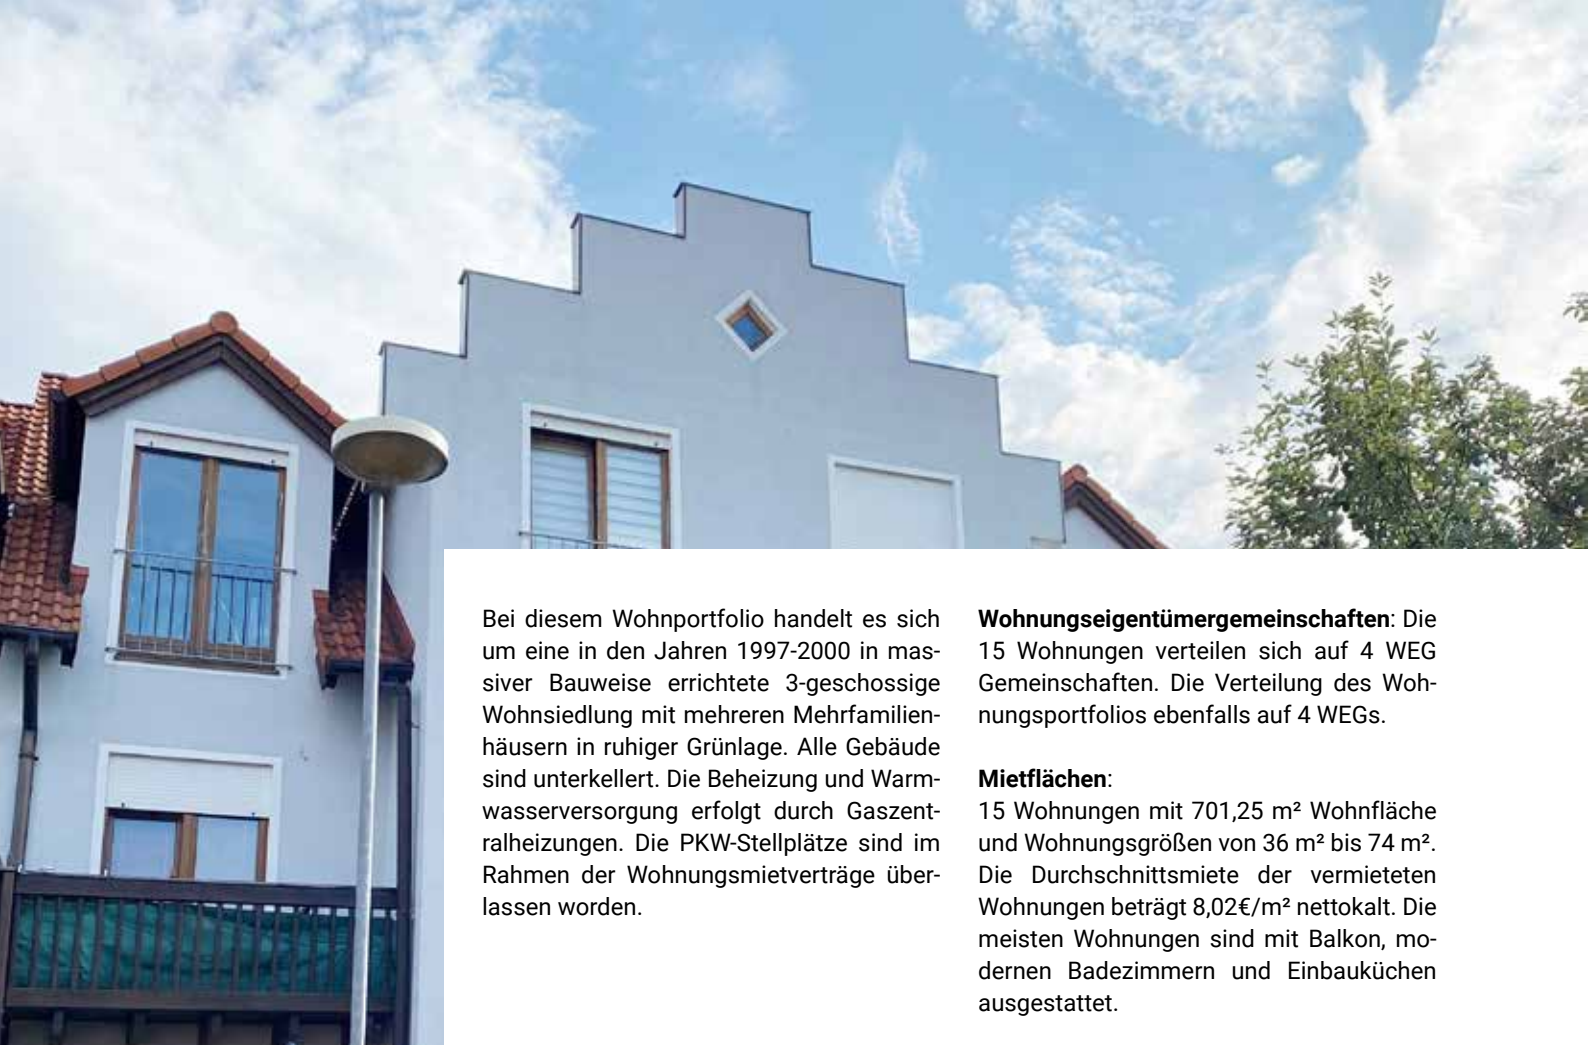 Bei diesem Wohnportfolio handelt es sich
um eine in den Jahren 1997-2000 in mas-
siver Bauweise errichtete 3-geschossige
Wohnsiedlung mit mehreren Mehrfamilien-
häusern in ruhiger Grünlage. Alle Gebäude
sind unterkellert. Die Beheizung und Warm-
wasserversorgung erfolgt durch Gaszent-
ralheizungen. Die PKW-Stellplätze sind im
Rahmen der Wohnungsmietverträge über-
lassen worden.
Wohnungseigentümergemeinschaften: Die
15 Wohnungen verteilen sich auf 4 WEG
Gemeinschaften. Die Verteilung des Woh-
nungsportfolios ebenfalls auf 4 WEGs.
Mietflächen:
15 Wohnungen mit 701,25 m² Wohnfläche
und Wohnungsgrößen von 36 m² bis 74 m².
Die Durchschnittsmiete der vermieteten
Wohnungen beträgt 8,02€/m² nettokalt. Die
meisten Wohnungen sind mit Balkon, mo-
dernen Badezimmern und Einbauküchen
ausgestattet.